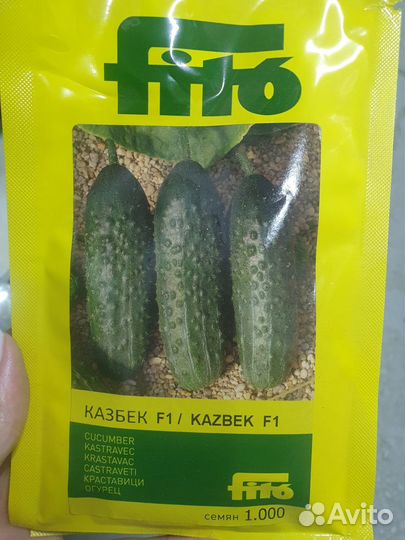 fitó
КАЗБЕК F1 / KAZBEK F1
CUCUMBER
KASTRAVEC
KRASTAVAC
CASTRAVETI
КРАСТАВИЦИ
ОГУРЕЦ
fitó
семян 1.000
Avito